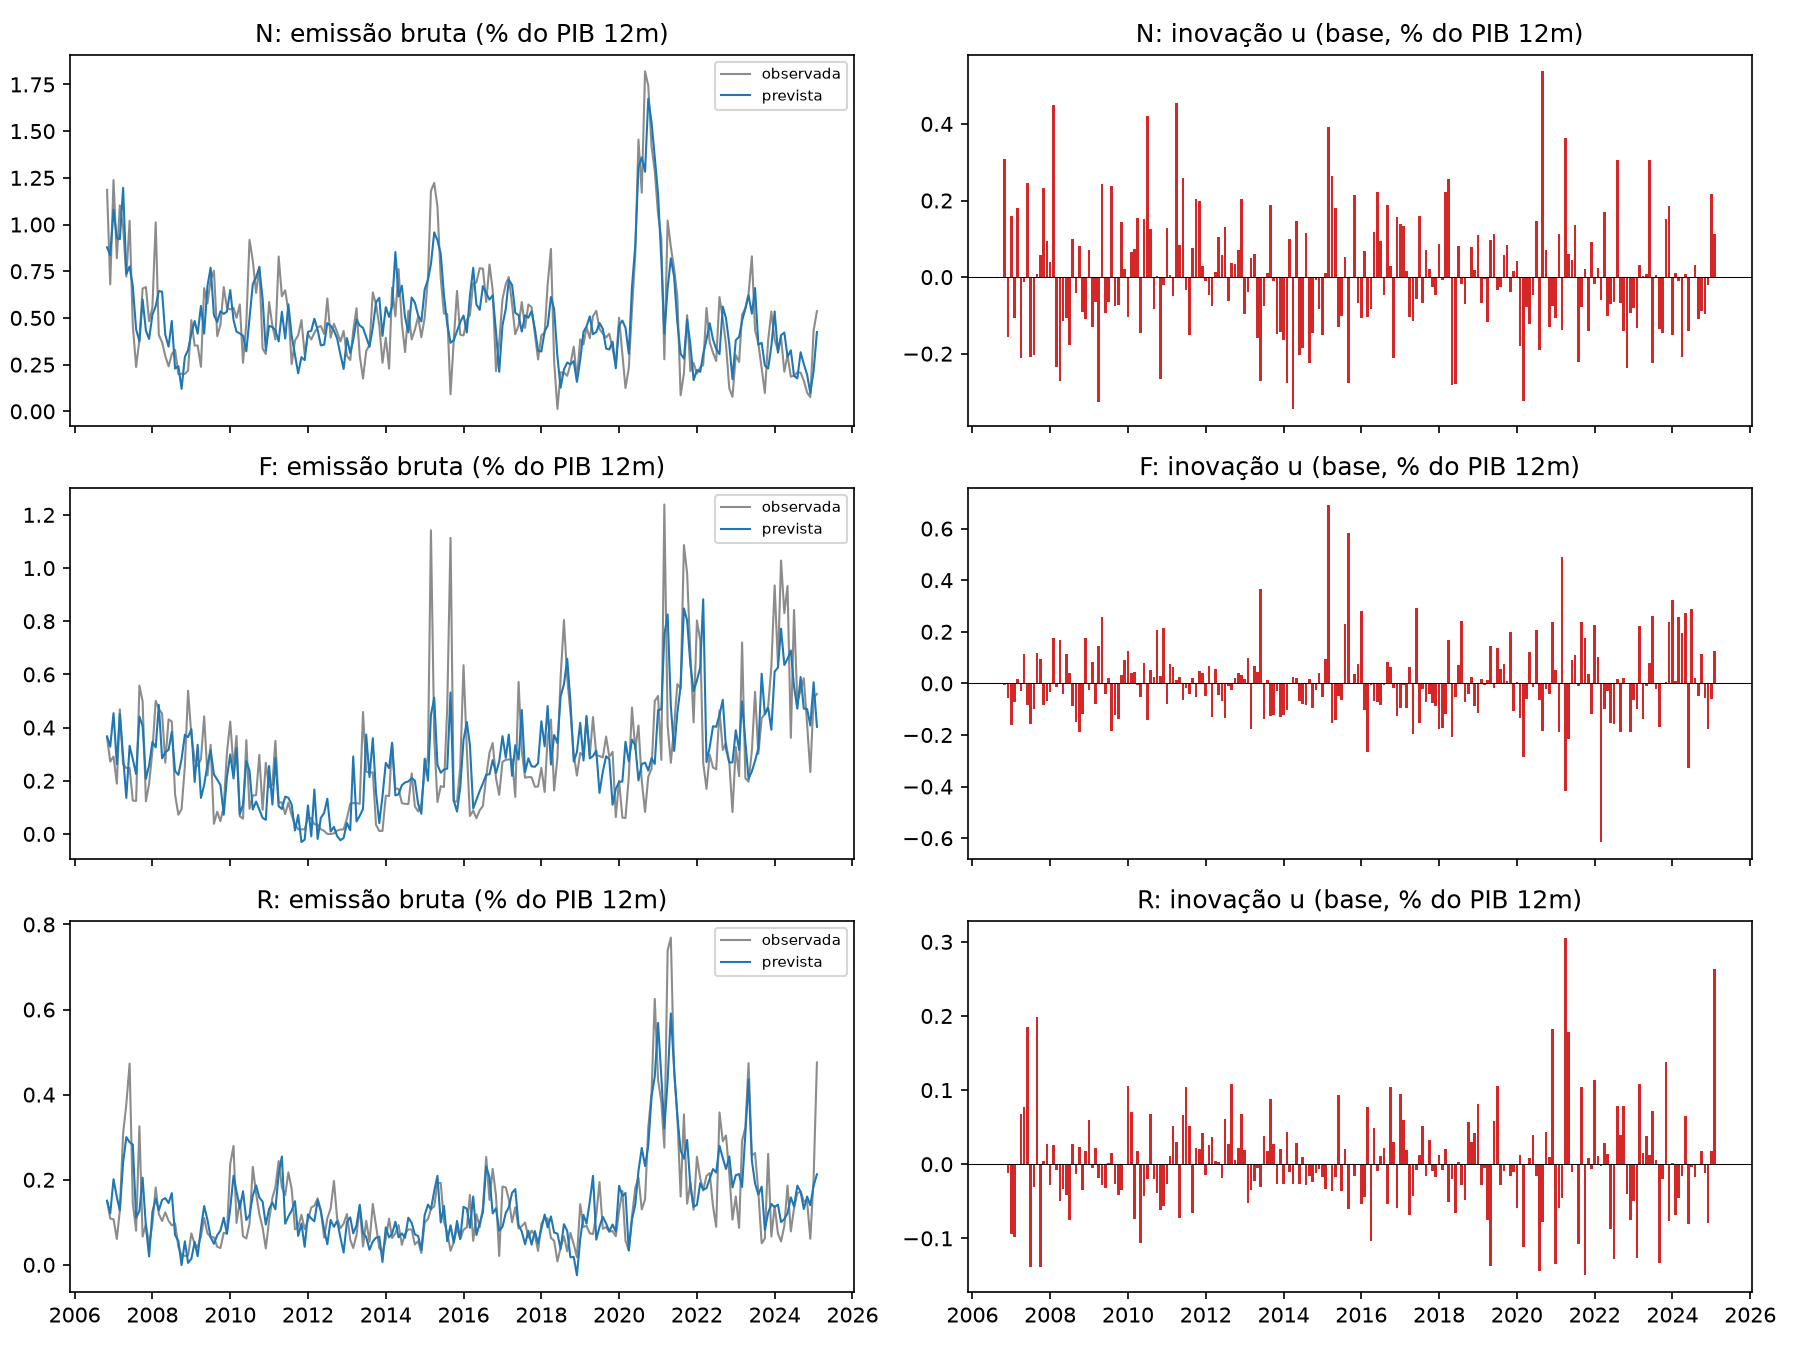 N: emissão bruta (% do PIB 12m)
observada
prevista
1.75
1.50
1.25
1.00
0.75
0.50
0.25
0.00
N: inovação u (base, % do PIB 12m)
0.4
0.2
0.0
−0.2
F: emissão bruta (% do PIB 12m)
observada
prevista
1.2
1.0
0.8
0.6
0.4
0.2
0.0
F: inovação u (base, % do PIB 12m)
0.6
0.4
0.2
0.0
−0.2
−0.4
−0.6
R: emissão bruta (% do PIB 12m)
observada
prevista
0.8
0.6
0.4
0.2
0.0
2006 2008 2010 2012 2014 2016 2018 2020 2022 2024 2026
R: inovação u (base, % do PIB 12m)
0.3
0.2
0.1
0.0
−0.1
2006 2008 2010 2012 2014 2016 2018 2020 2022 2024 2026